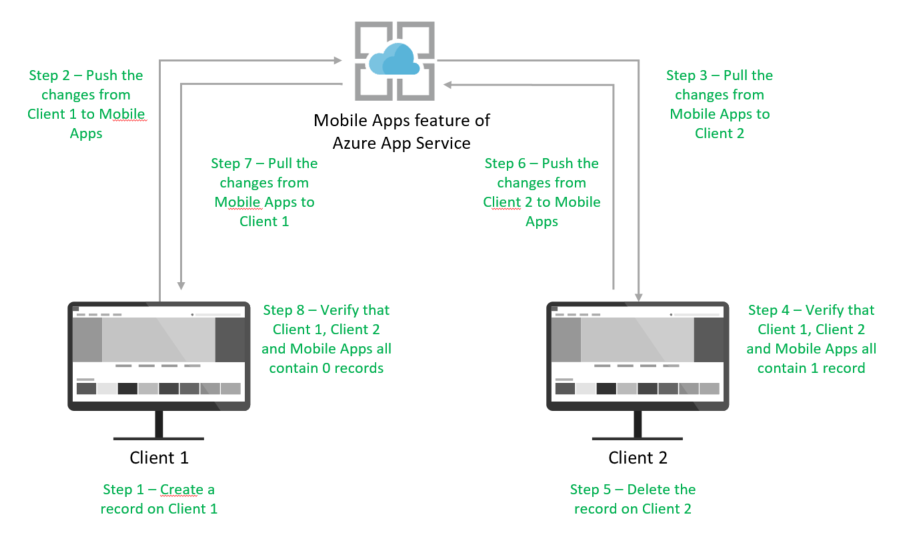 Step 2 – Push the
changes from
Client 1 to Mobile
Apps
Mobile Apps feature of
Azure App Service
Step 3 – Pull the
changes from
Mobile Apps to
Client 2
Step 7 – Pull the
changes from
Mobile Apps to
Client 1
Step 6 – Push the
changes from
Client 2 to Mobile
Apps
Step 8 – Verify that
Client 1, Client 2
and Mobile Apps all
contain 0 records
Step 4 – Verify that
Client 1, Client 2
and Mobile Apps all
contain 1 record
Client 1
Client 2
Step 1 – Create a
record on Client 1
Step 5 – Delete the
record on Client 2